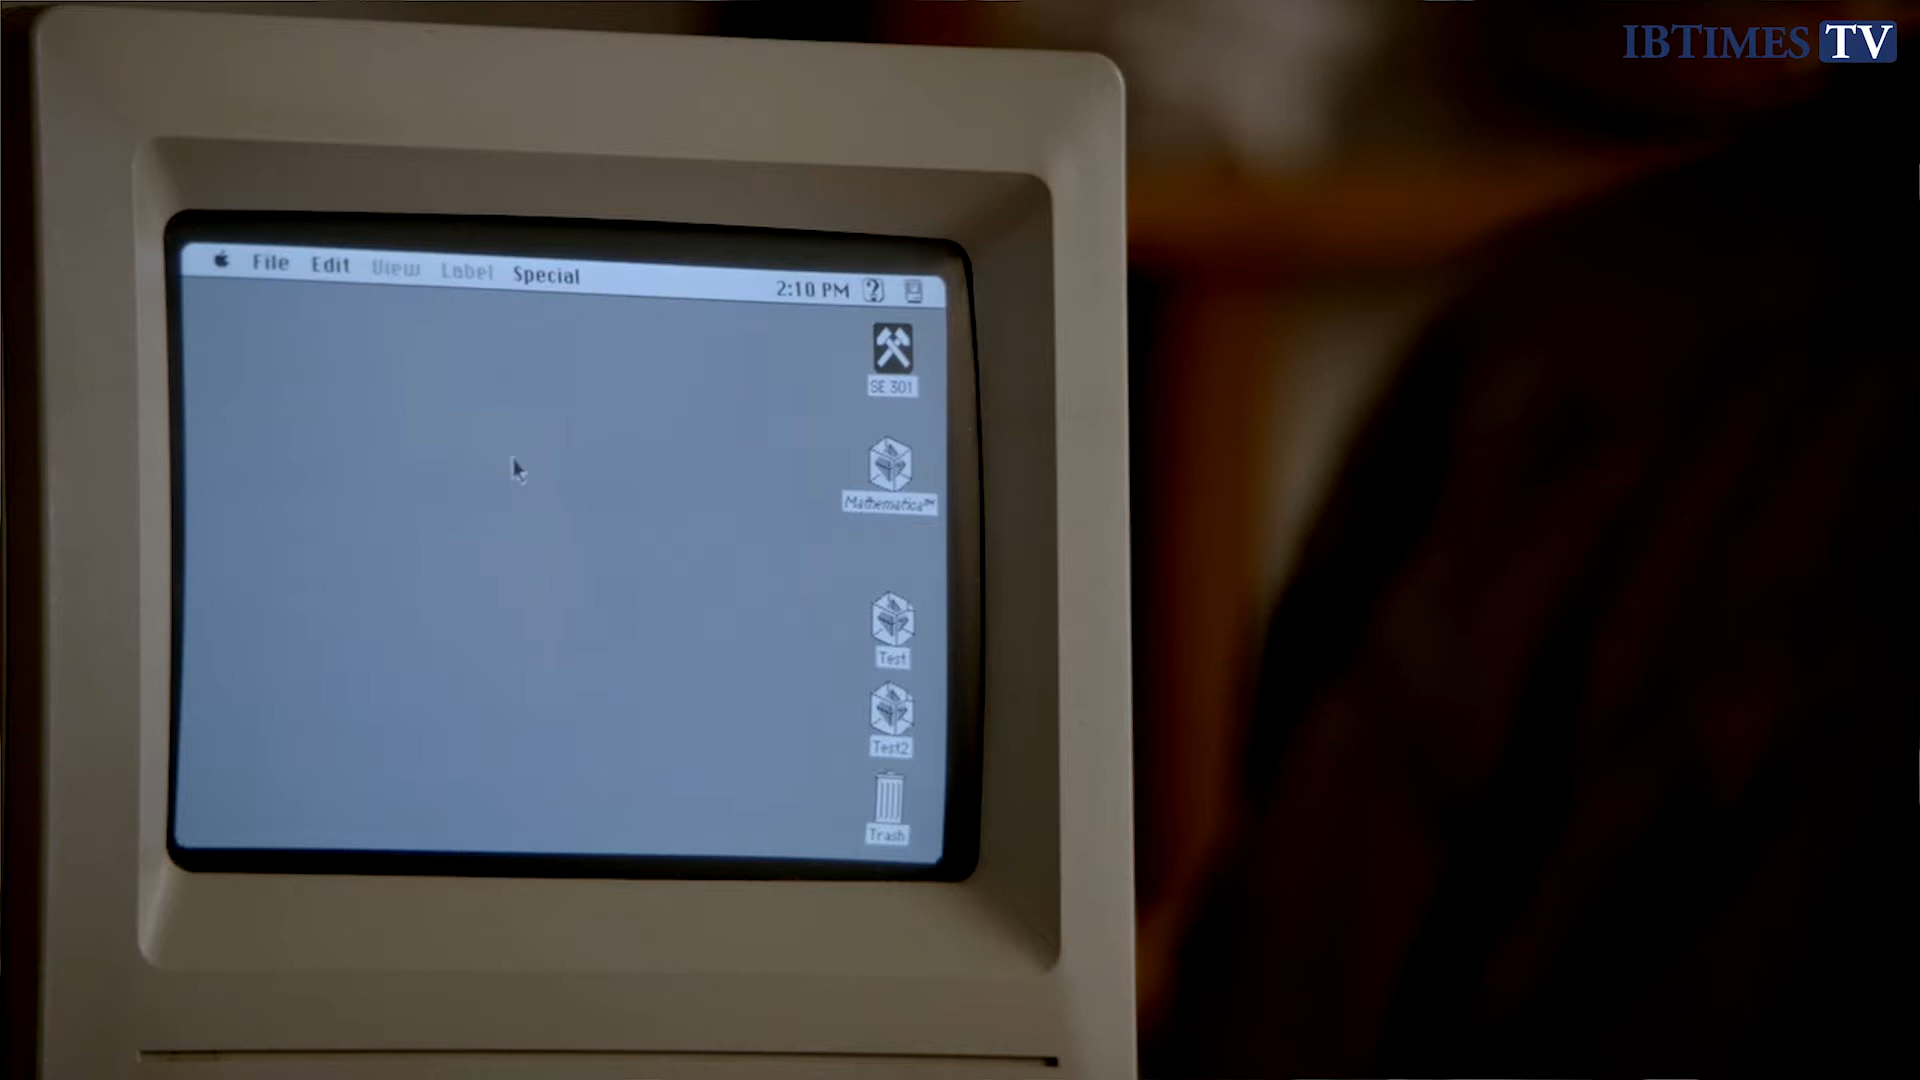 IBTIMES TV
File Edit View Label Special 2:10 PM
SE 301
Mathematica™
Test
Test2
Trash